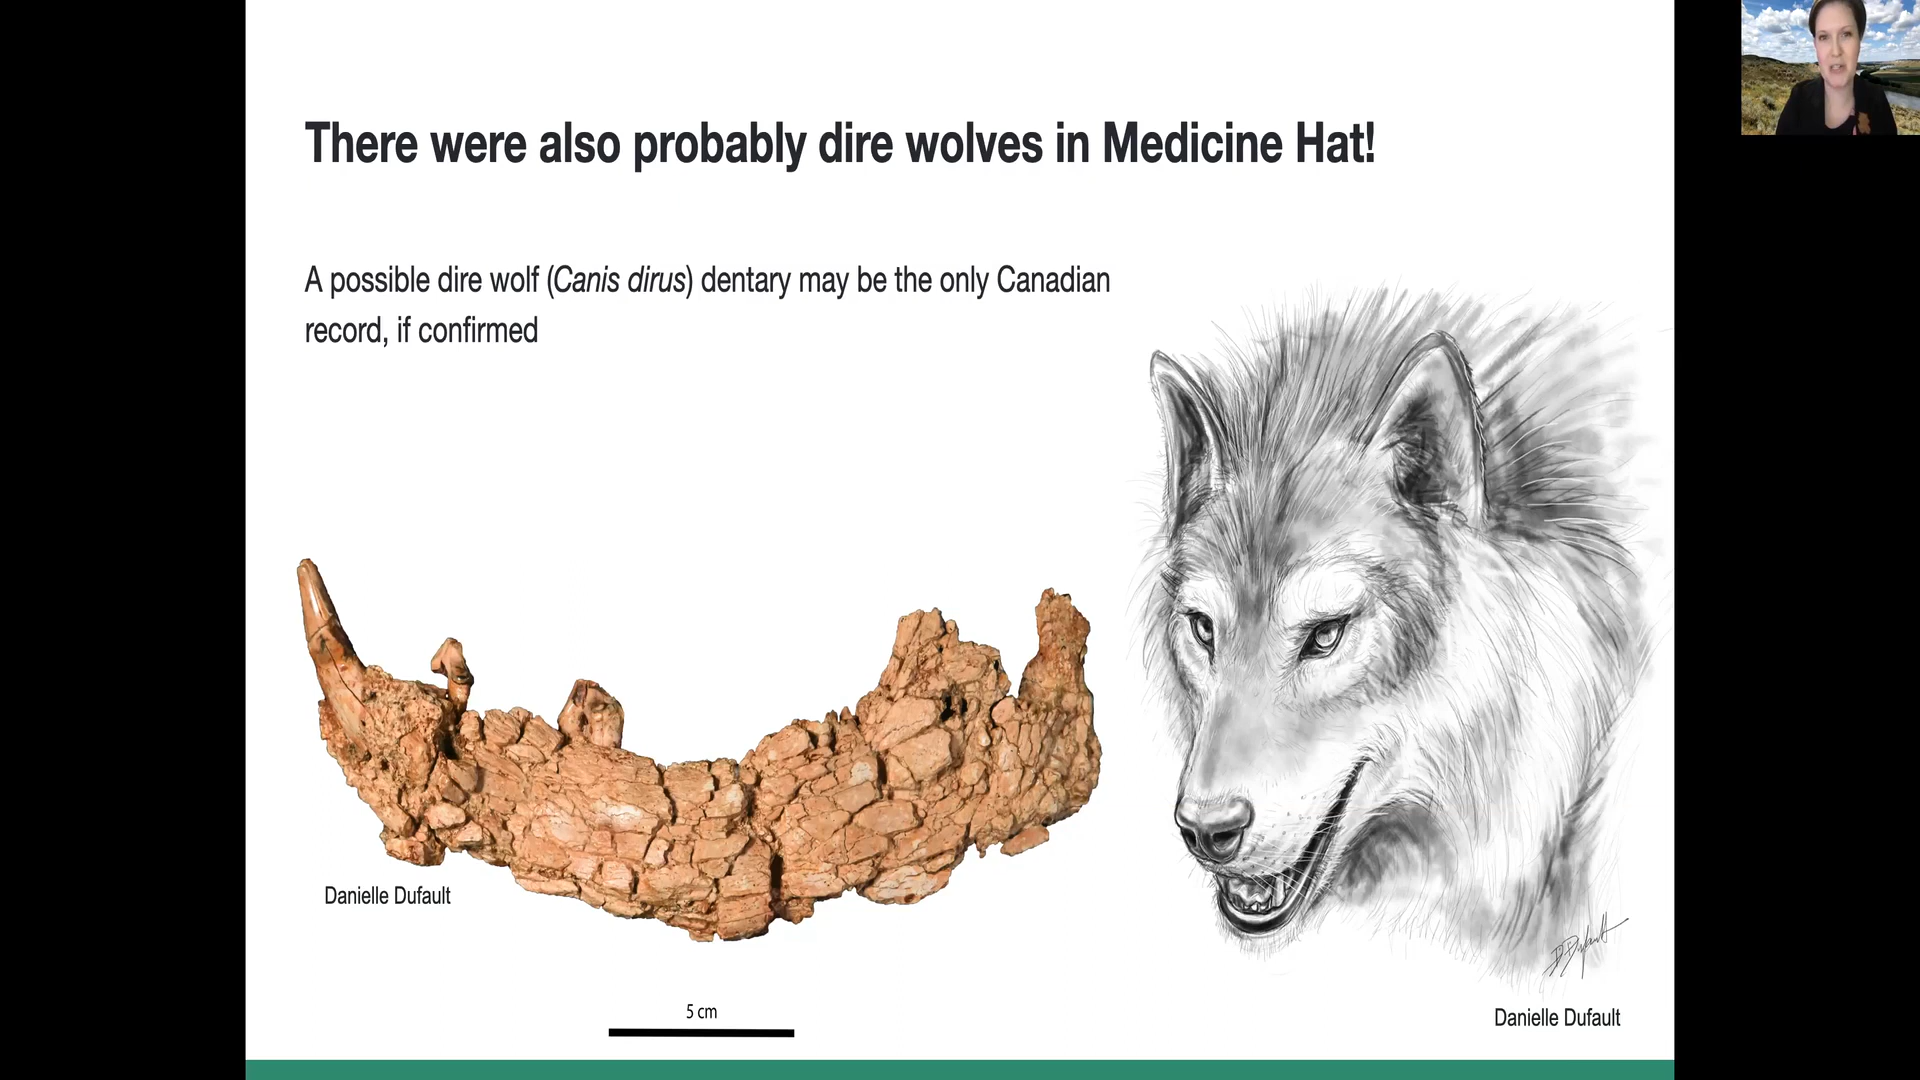 There were also probably dire wolves in Medicine Hat!
A possible dire wolf (Canis dirus) dentary may be the only Canadian
record, if confirmed
Danielle Dufault
5 cm
D Dufault
Danielle Dufault